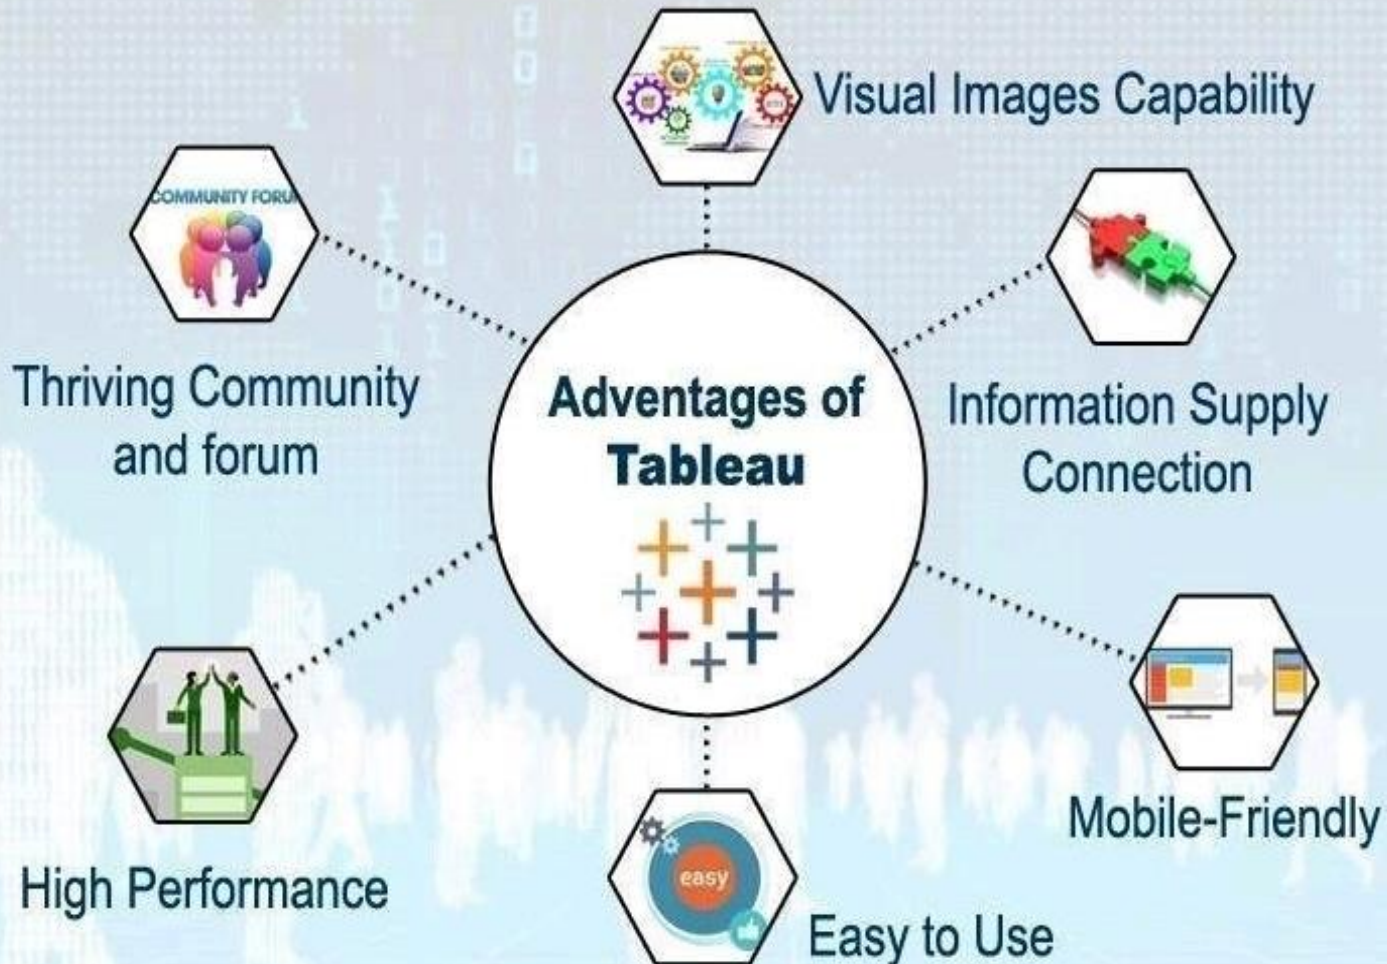 Visual Images Capability
COMMUNITY FORU
Thriving Community
and forum
Adventages of
Tableau
Information Supply
Connection
High Performance
Mobile-Friendly
easy
Easy to Use